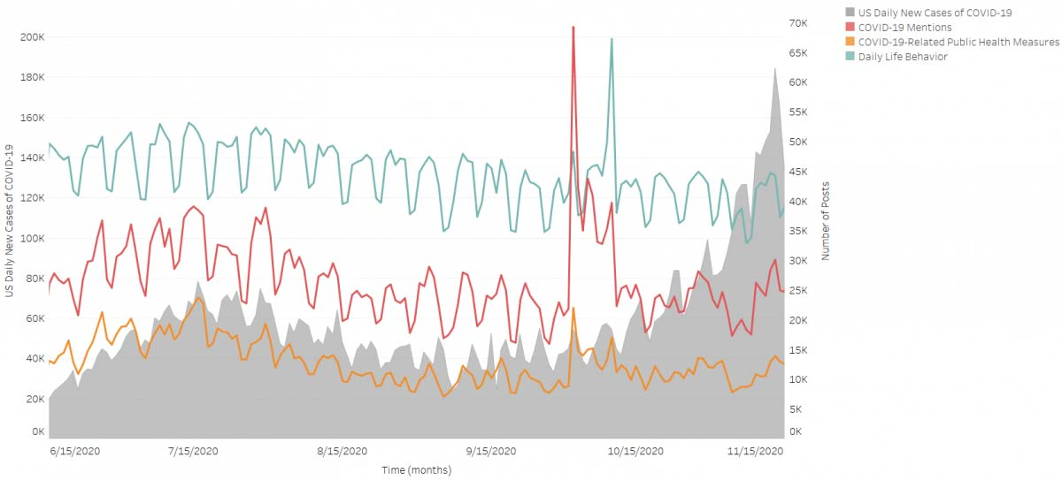 US Daily New Cases of COVID-19
COVID-19 Mentions
COVID-19-Related Public Health Measures
Daily Life Behavior
US Daily New Cases of COVID-19
200K
180K
160K
140K
120K
100K
80K
60K
40K
20K
0K
70K
65K
60K
55K
50K
45K
40K
35K
30K
25K
20K
15K
10K
5K
0K
Number of Posts
6/15/2020 7/15/2020 8/15/2020 9/15/2020 10/15/2020 11/15/2020
Time (months)